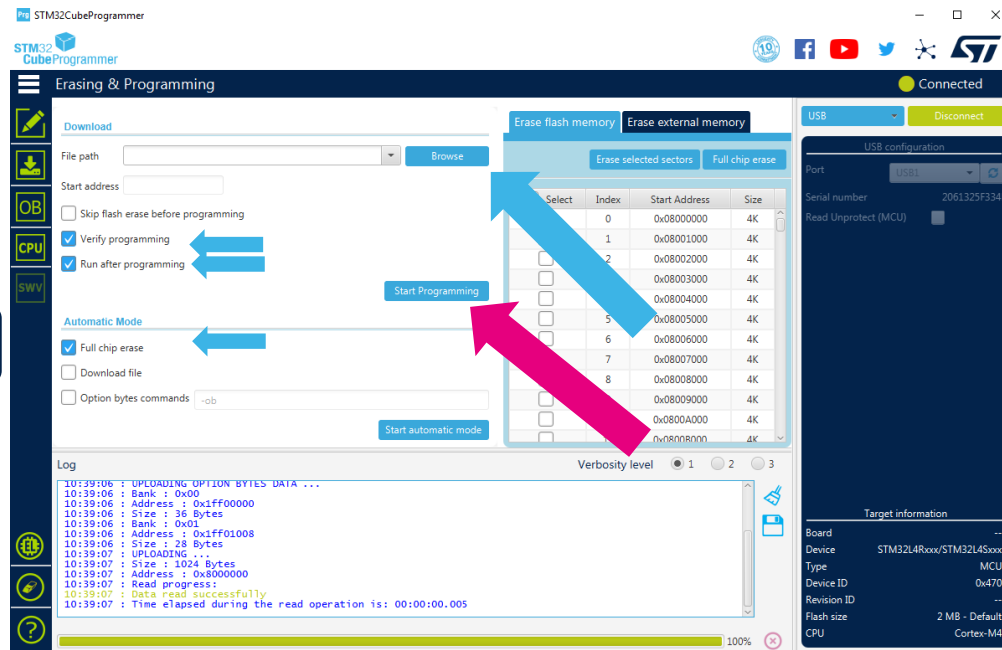 Prg STM32CubeProgrammer
STM32
CubeProgrammer
10
Erasing & Programming
Connected
Download
File path
Browse
Start address
Skip flash erase before programming
Verify programming
Run after programming
Start Programming
Automatic Mode
Full chip erase
Download file
Option bytes commands -ob
Start automatic mode
OB
CPU
SWV
Erase flash memory Erase external memory
Erase selected sectors Full chip erase
Select Index Start Address Size
0 0x08000000 4K
1 0x08001000 4K
2 0x08002000 4K
0x08003000 4K
0x08004000 4K
5 0x08005000 4K
6 0x08006000 4K
7 0x08007000 4K
8 0x08008000 4K
0x08009000 4K
0x0800A000 4K
0x0800B000 4K
USB Disconnect
USB configuration
Port USB1
Serial number 2061325F334
Read Unprotect (MCU)
Log
Verbosity level 1 2 3
10:39:06 : UPLOADING OPTION BYTES DATA ...
10:39:06 : Bank : 0x00
10:39:06 : Address : 0x1ff00000
10:39:06 : Size : 36 Bytes
10:39:06 : Bank : 0x01
10:39:06 : Address : 0x1ff01008
10:39:06 : Size : 28 Bytes
10:39:07 : UPLOADING ...
10:39:07 : Size : 1024 Bytes
10:39:07 : Address : 0x8000000
10:39:07 : Read progress:
10:39:07 : Data read successfully
10:39:07 : Time elapsed during the read operation is: 00:00:00.005
100%
Target information
Board --
Device STM32L4Rxxx/STM32L4Sxxx
Type MCU
Device ID 0x470
Revision ID --
Flash size 2 MB - Default
CPU Cortex-M4